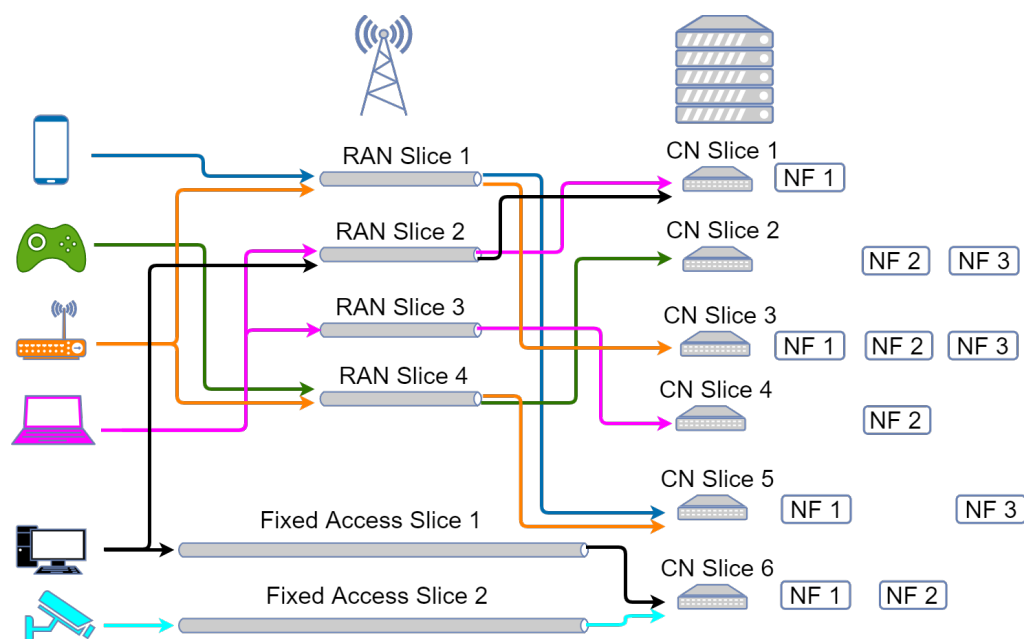 RAN Slice 1
CN Slice 1
NF 1
RAN Slice 2
CN Slice 2
NF 2 NF 3
RAN Slice 3
CN Slice 3
NF 1 NF 2 NF 3
RAN Slice 4
CN Slice 4
NF 2
CN Slice 5
NF 1 NF 3
Fixed Access Slice 1
CN Slice 6
NF 1 NF 2
Fixed Access Slice 2